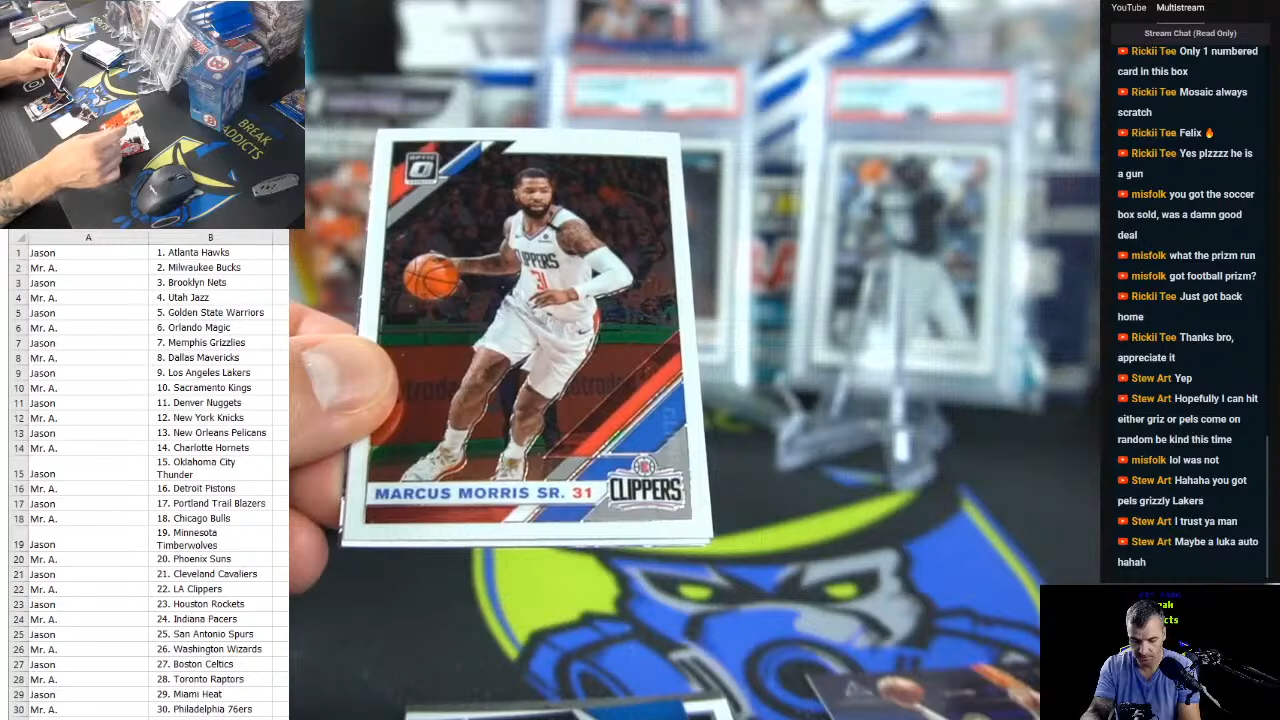 YouTube Multistream
Stream Chat (Read Only)
Rickii Tee Only 1 numbered
card in this box
Rickii Tee Mosaic always
scratch
Rickii Tee Felix 🔥
Rickii Tee Yes plzzzz he is
a gun
misfolk you got the soccer
box sold, was a damn good
deal
misfolk what the prizm run
misfolk got football prizm?
Rickii Tee Just got back
home
Rickii Tee Thanks bro,
appreciate it
Stew Art Yep
Stew Art Hopefully I can hit
either griz or pels come on
random be kind this time
misfolk lol was not
Stew Art Hahaha you got
pels grizzly Lakers
Stew Art I trust ya man
Stew Art Maybe a luka auto
hahah
BREAK
ADDICTS
A B
1 Jason 1. Atlanta Hawks
2 Mr. A. 2. Milwaukee Bucks
3 Jason 3. Brooklyn Nets
4 Mr. A. 4. Utah Jazz
5 Jason 5. Golden State Warriors
6 Mr. A. 6. Orlando Magic
7 Jason 7. Memphis Grizzlies
8 Mr. A. 8. Dallas Mavericks
9 Jason 9. Los Angeles Lakers
10 Mr. A. 10. Sacramento Kings
11 Jason 11. Denver Nuggets
12 Mr. A. 12. New York Knicks
13 Jason 13. New Orleans Pelicans
14 Mr. A. 14. Charlotte Hornets
15. Oklahoma City
15 Jason Thunder
16 Mr. A. 16. Detroit Pistons
17 Jason 17. Portland Trail Blazers
18 Mr. A. 18. Chicago Bulls
19. Minnesota
19 Jason Timberwolves
20 Mr. A. 20. Phoenix Suns
21 Jason 21. Cleveland Cavaliers
22 Mr. A. 22. LA Clippers
23 Jason 23. Houston Rockets
24 Mr. A. 24. Indiana Pacers
25 Jason 25. San Antonio Spurs
26 Mr. A. 26. Washington Wizards
27 Jason 27. Boston Celtics
28 Mr. A. 28. Toronto Raptors
29 Jason 29. Miami Heat
30 Mr. A. 30. Philadelphia 76ers
OPTIC
CLIPPERS
31
MARCUS MORRIS SR. 31
CLIPPERS